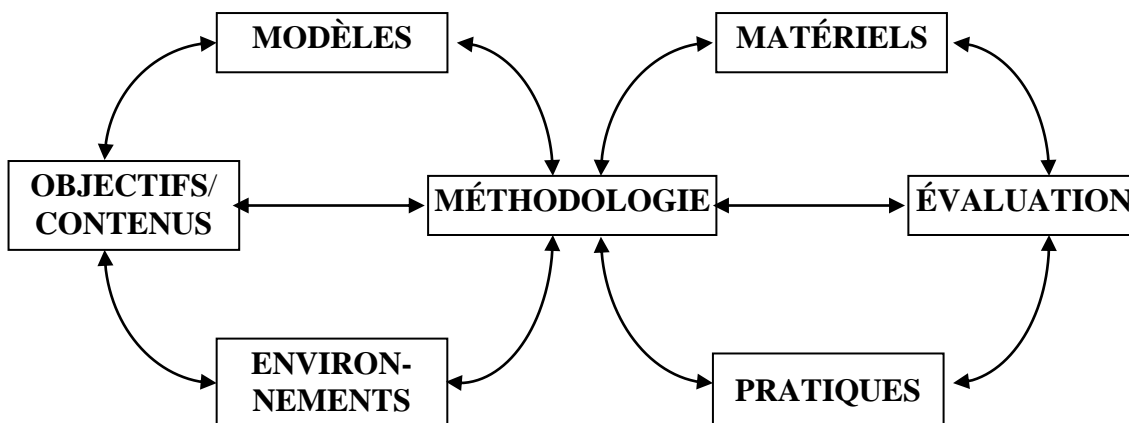 MODÈLES
MATÉRIELS
OBJECTIFS/
CONTENUS
MÉTHODOLOGIE
ÉVALUATION
ENVIRON-
NEMENTS
PRATIQUES